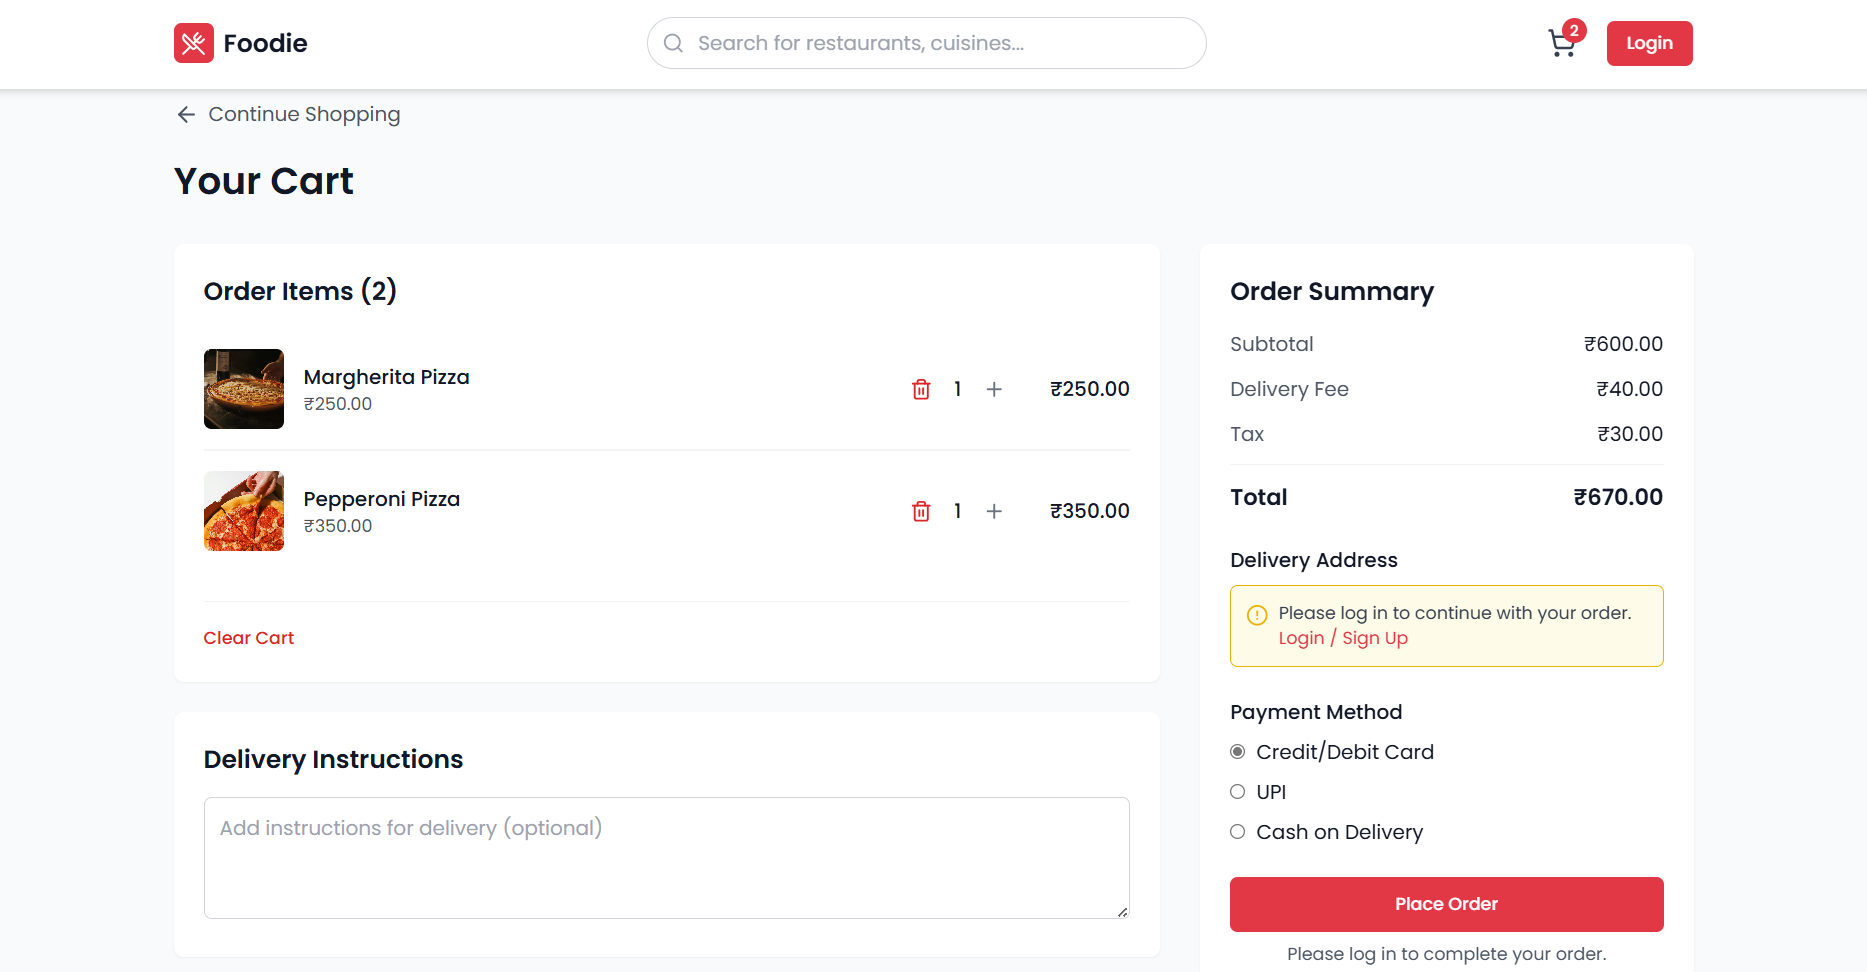 Foodie
Search for restaurants, cuisines...
2
Login
Continue Shopping
Your Cart
Order Items (2)
Margherita Pizza
₹250.00
1
₹250.00
Pepperoni Pizza
₹350.00
1
₹350.00
Clear Cart
Delivery Instructions
Add instructions for delivery (optional)
Order Summary
Subtotal ₹600.00
Delivery Fee ₹40.00
Tax ₹30.00
Total ₹670.00
Delivery Address
Please log in to continue with your order.
Login / Sign Up
Payment Method
Credit/Debit Card
UPI
Cash on Delivery
Place Order
Please log in to complete your order.